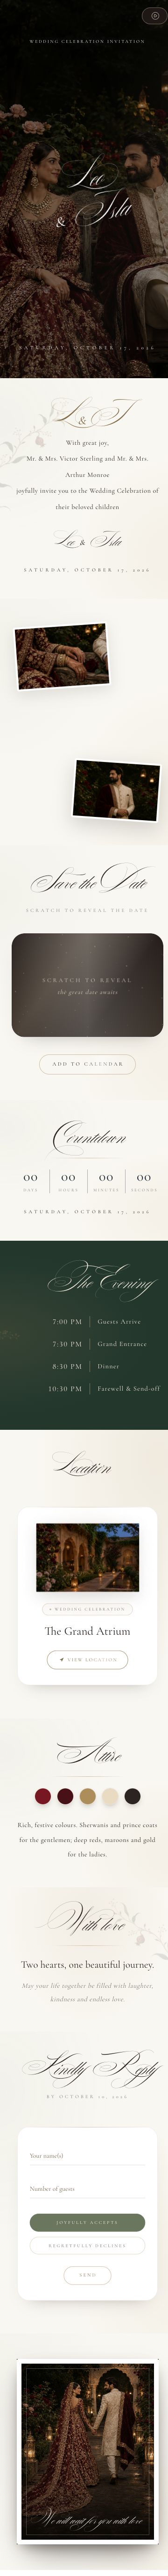 WEDDING CELEBRATION INVITATION
Lee
& Isla
SATURDAY, OCTOBER 17, 2026
L & I
With great joy,
Mr. & Mrs. Victor Sterling and Mr. & Mrs.
Arthur Monroe
joyfully invite you to the Wedding Celebration of
their beloved children
Lee & Isla
SATURDAY, OCTOBER 17, 2026
Save the Date
SCRATCH TO REVEAL THE DATE
SCRATCH TO REVEAL
the great date awaits
ADD TO CALENDAR
Countdown
00 00 00 00
DAYS HOURS MINUTES SECONDS
SATURDAY, OCTOBER 17, 2026
The Evening
7:00 PM Guests Arrive
7:30 PM Grand Entrance
8:30 PM Dinner
10:30 PM Farewell & Send-off
Location
WEDDING CELEBRATION
The Grand Atrium
VIEW LOCATION
Attire
Rich, festive colours. Sherwanis and prince coats
for the gentlemen; deep reds, maroons and gold
for the ladies.
With love
Two hearts, one beautiful journey.
May your life together be filled with laughter,
kindness and endless love.
Kindly Reply
BY OCTOBER 10, 2026
Your name(s)
Number of guests
JOYFULLY ACCEPTS
REGRETFULLY DECLINES
SEND
We will wait for you with love